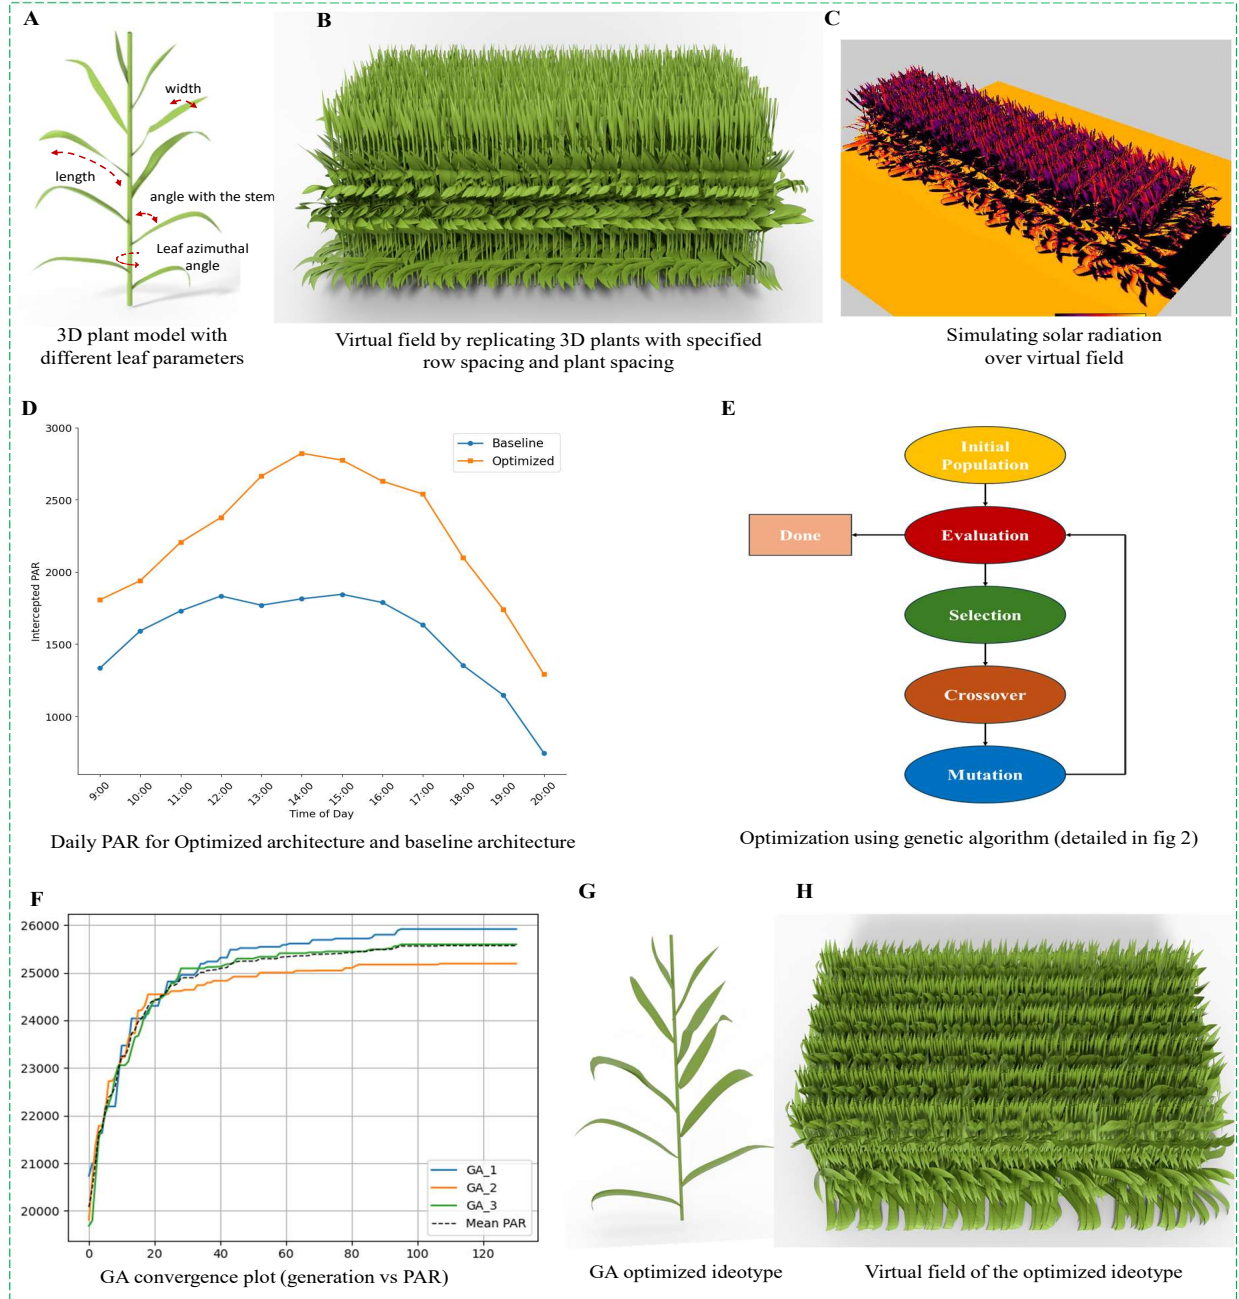 A
B
C
width
length
angle with the stem
Leaf azimuthal
angle
3D plant model with
different leaf parameters
Virtual field by replicating 3D plants with specified
row spacing and plant spacing
Simulating solar radiation
over virtual field
D
3000
2500
2000
1500
1000
Intercepted PAR
Baseline
Optimized
9:00
10:00
11:00
12:00
13:00
14:00
15:00
16:00
17:00
18:00
19:00
20:00
Time of Day
Daily PAR for Optimized architecture and baseline architecture
E
Initial
Population
Done
Evaluation
Selection
Crossover
Mutation
Optimization using genetic algorithm (detailed in fig 2)
F
26000
25000
24000
23000
22000
21000
20000
GA_1
GA_2
GA_3
Mean PAR
0
20
40
60
80
100
120
GA convergence plot (generation vs PAR)
G
GA optimized ideotype
H
Virtual field of the optimized ideotype